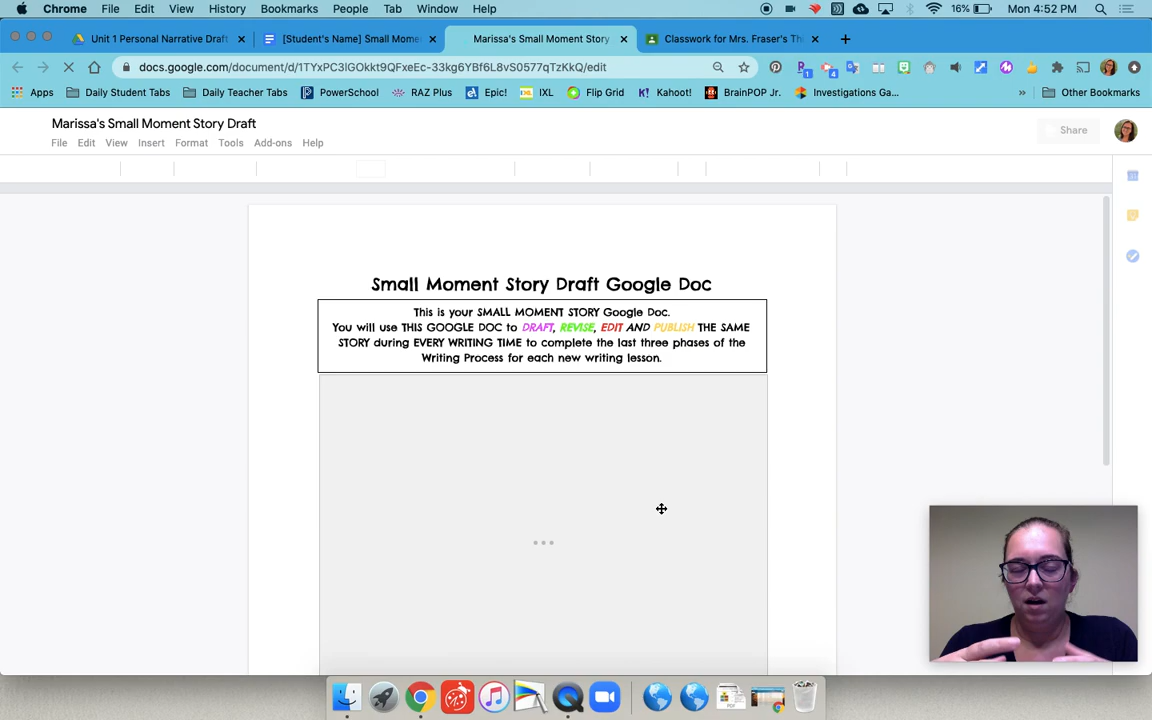 Chrome File Edit View History Bookmarks People Tab Window Help 16% Mon 4:52 PM
Unit 1 Personal Narrative Draft [Student's Name] Small Mome Marissa's Small Moment Story Classwork for Mrs. Fraser's Th
docs.google.com/document/d/1TYxPC3lGOkkt9QFxeEc-33kg6YBf6L8vS0577qTzKkQ/edit
Apps Daily Student Tabs Daily Teacher Tabs PowerSchool RAZ Plus Epic! IXL Flip Grid Kahoot! BrainPOP Jr. Investigations Ga... » Other Bookmarks
Marissa's Small Moment Story Draft
File Edit View Insert Format Tools Add-ons Help
Share
Small Moment Story Draft Google Doc
This is your SMALL MOMENT STORY Google Doc.
You will use THIS GOOGLE DOC to DRAFT, REVISE, EDIT AND PUBLISH THE SAME
STORY during EVERY WRITING TIME to complete the last three phases of the
Writing Process for each new writing lesson.